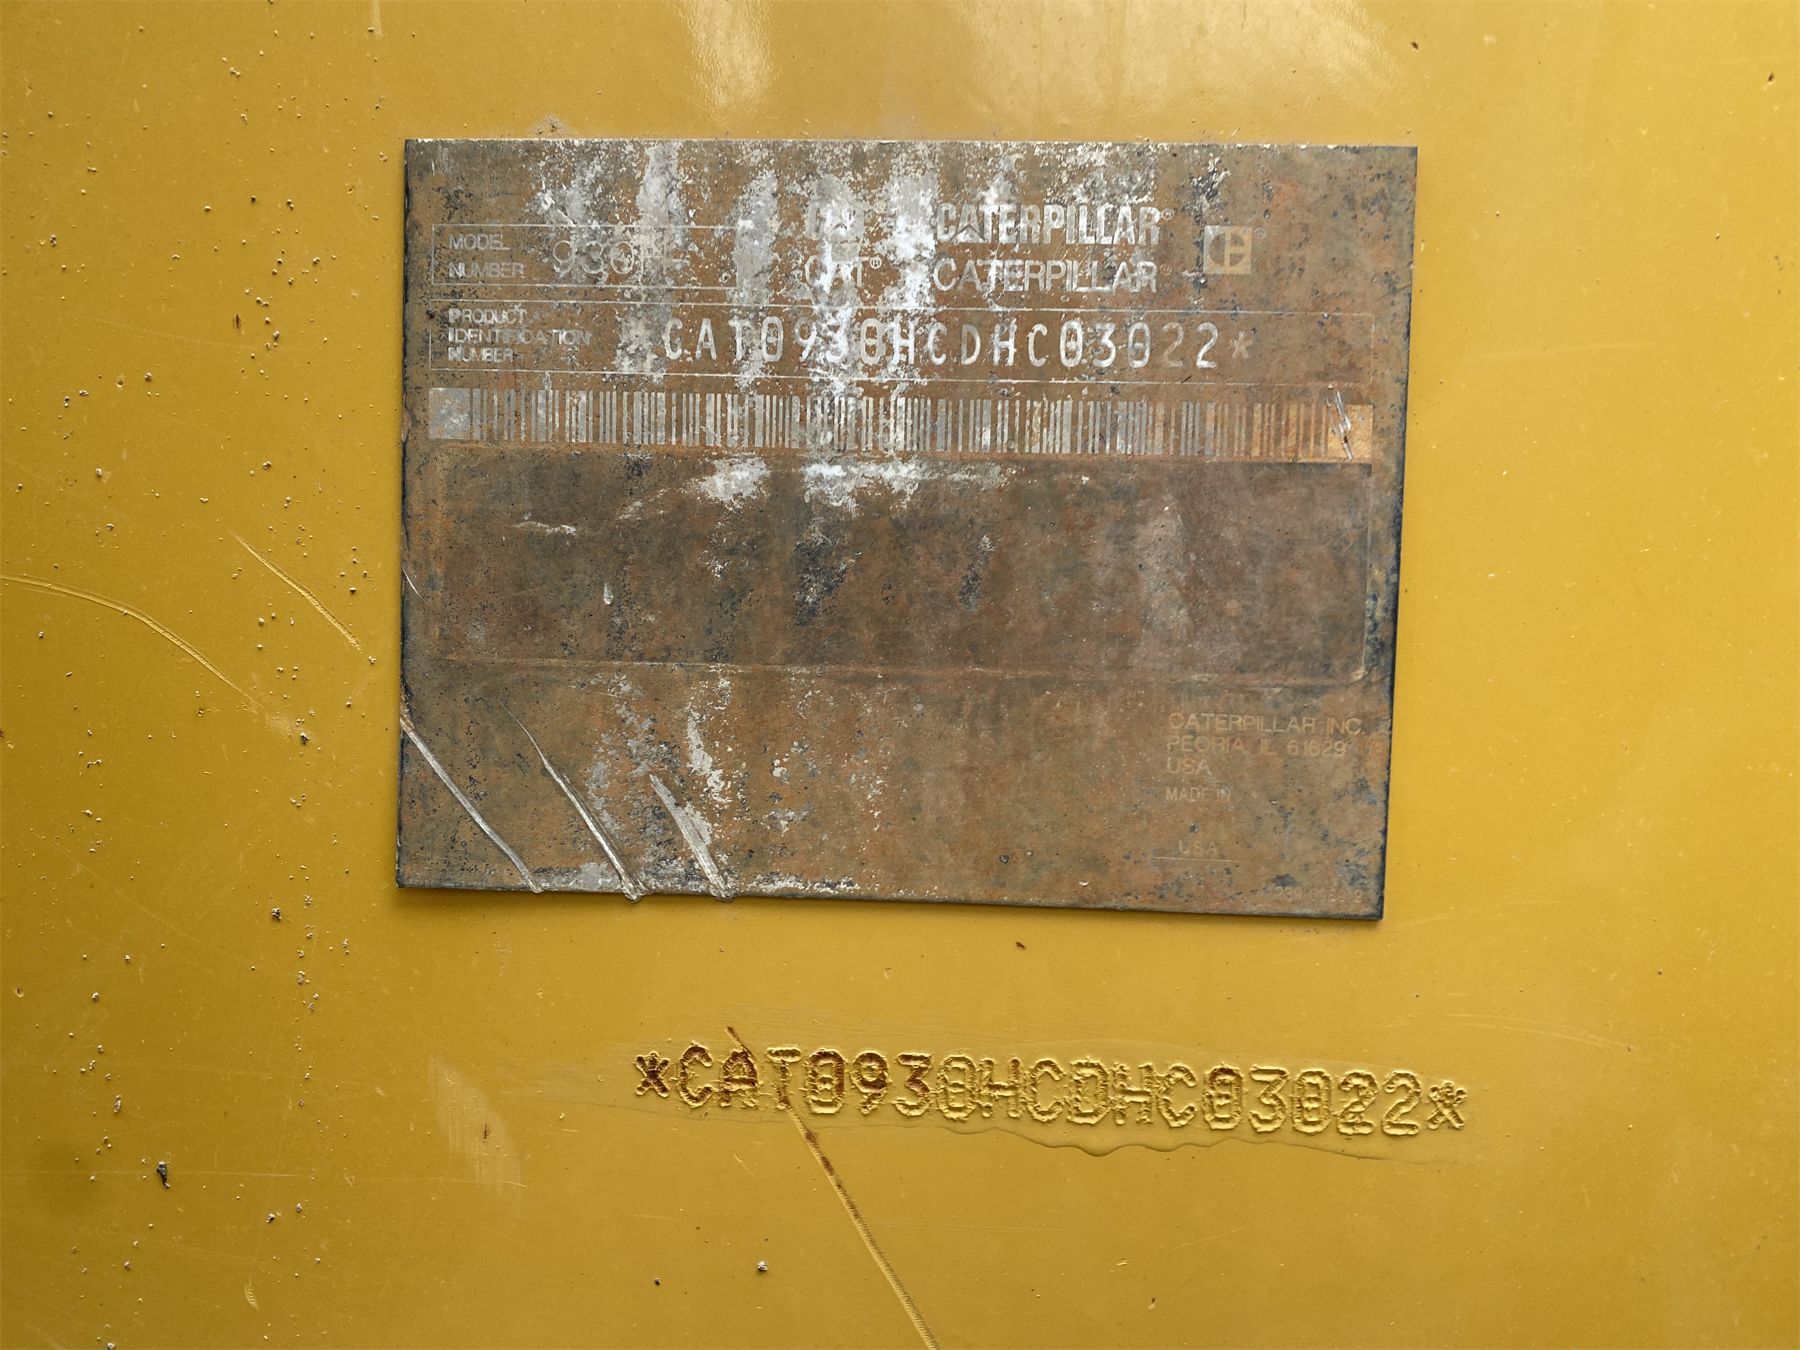 CATERPILLAR®
MODEL
NUMBER 930H
CAT® CATERPILLAR®
PRODUCT
IDENTIFICATION
NUMBER
*CAT0930HCDHC03022*
CATERPILLAR INC.
PEORIA, IL 61629
USA
MADE IN
USA
*CAT0930HCDHC03022*